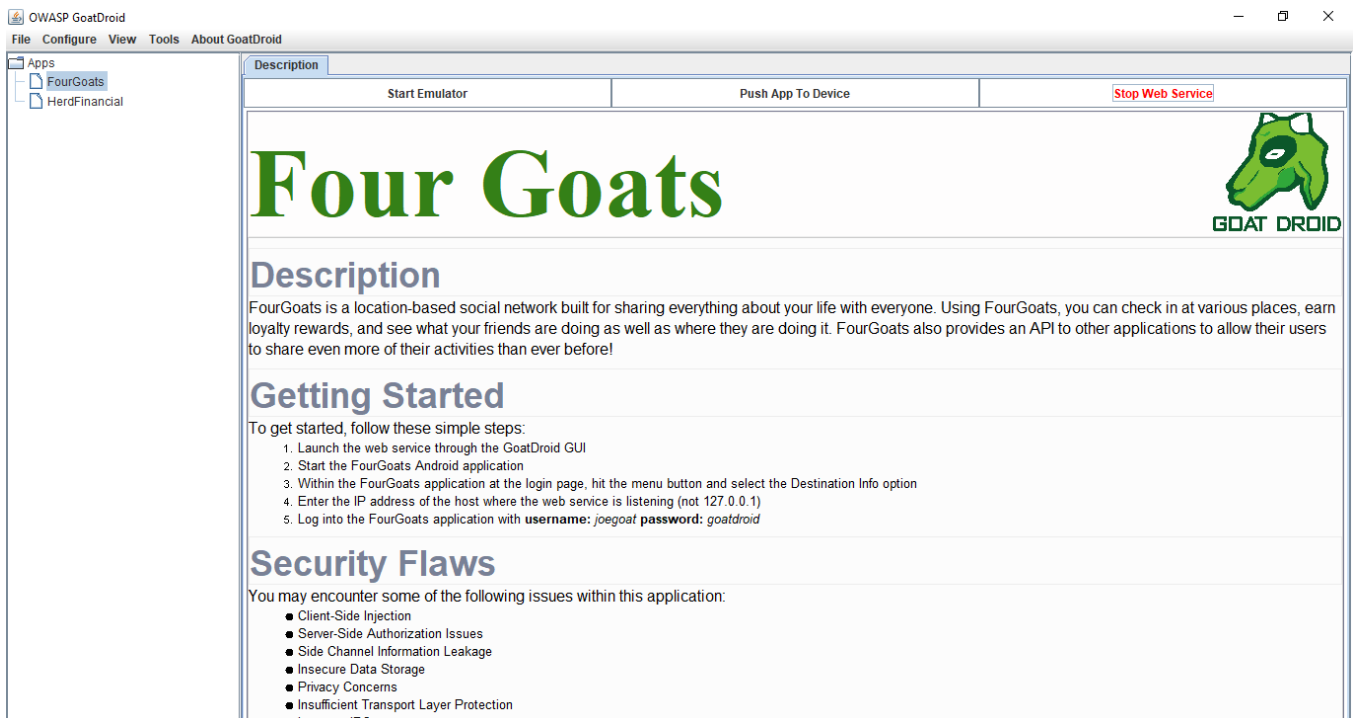 OWASP GoatDroid
File Configure View Tools About GoatDroid
Apps
FourGoats
HerdFinancial
Description
Start Emulator Push App To Device Stop Web Service
Four Goats
GOAT DROID
Description
FourGoats is a location-based social network built for sharing everything about your life with everyone. Using FourGoats, you can check in at various places, earn
loyalty rewards, and see what your friends are doing as well as where they are doing it. FourGoats also provides an API to other applications to allow their users
to share even more of their activities than ever before!
Getting Started
To get started, follow these simple steps:
1. Launch the web service through the GoatDroid GUI
2. Start the FourGoats Android application
3. Within the FourGoats application at the login page, hit the menu button and select the Destination Info option
4. Enter the IP address of the host where the web service is listening (not 127.0.0.1)
5. Log into the FourGoats application with username: joegoat password: goatdroid
Security Flaws
You may encounter some of the following issues within this application:
Client-Side Injection
Server-Side Authorization Issues
Side Channel Information Leakage
Insecure Data Storage
Privacy Concerns
Insufficient Transport Layer Protection